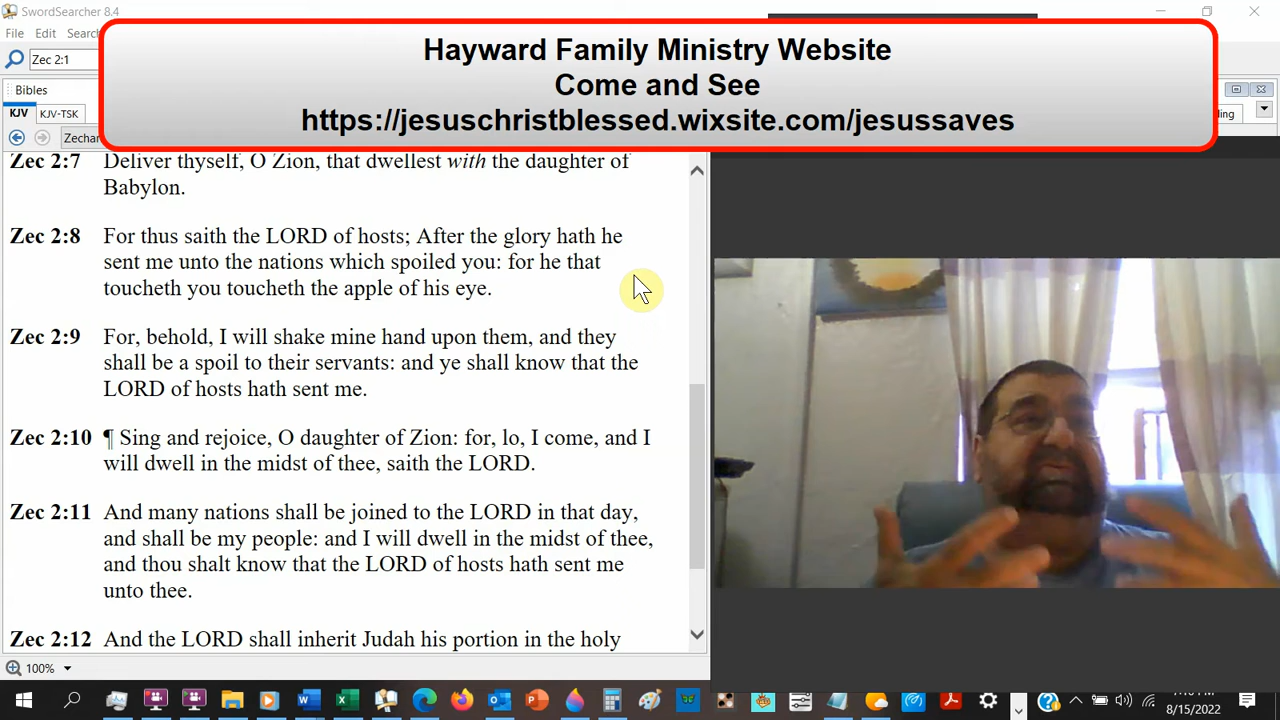 SwordSearcher 8.4
File Edit Search
Hayward Family Ministry Website
Come and See
https://jesuschristblessed.wixsite.com/jesussaves
Zec 2:1
Bibles
KJV KJV-TSK
Zec 2:7 Deliver thyself, O Zion, that dwellest with the daughter of
Babylon.
Zec 2:8 For thus saith the LORD of hosts; After the glory hath he
sent me unto the nations which spoiled you: for he that
toucheth you toucheth the apple of his eye.
Zec 2:9 For, behold, I will shake mine hand upon them, and they
shall be a spoil to their servants: and ye shall know that the
LORD of hosts hath sent me.
Zec 2:10 ¶ Sing and rejoice, O daughter of Zion: for, lo, I come, and I
will dwell in the midst of thee, saith the LORD.
Zec 2:11 And many nations shall be joined to the LORD in that day,
and shall be my people: and I will dwell in the midst of thee,
and thou shalt know that the LORD of hosts hath sent me
unto thee.
Zec 2:12 And the LORD shall inherit Judah his portion in the holy
100%
8/15/2022